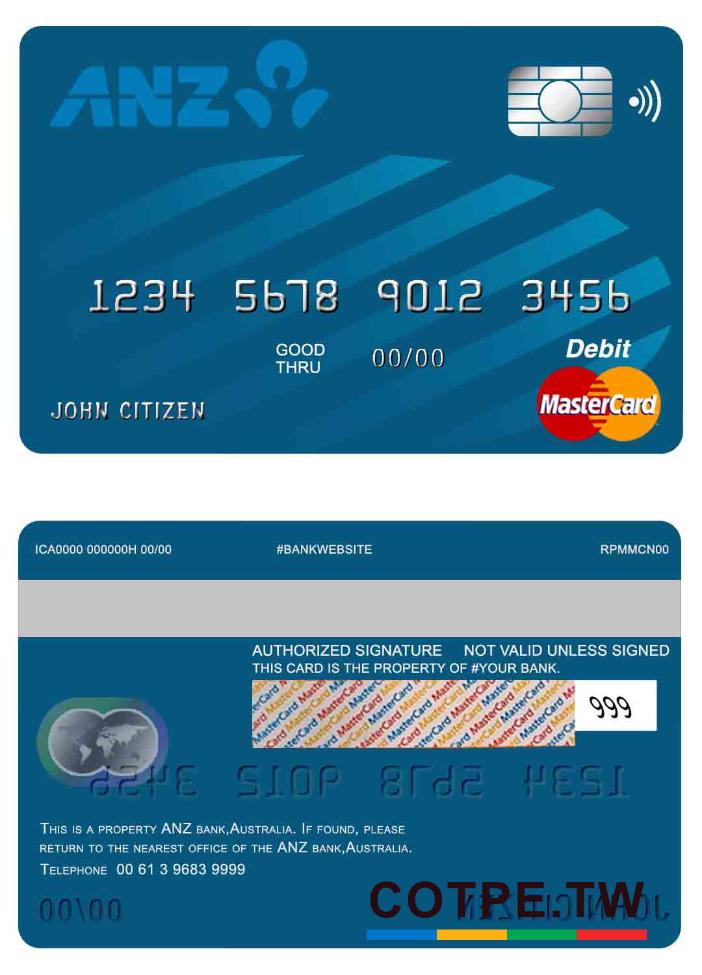 ANZ
1234 5678 9012 3456
GOOD THRU 00/00
Debit
JOHN CITIZEN
MasterCard
ICA0000 000000H 00/00 #BANKWEBSITE RPMMCN00
AUTHORIZED SIGNATURE NOT VALID UNLESS SIGNED
THIS CARD IS THE PROPERTY OF #YOUR BANK.
999
THIS IS A PROPERTY ANZ BANK,AUSTRALIA. IF FOUND, PLEASE
RETURN TO THE NEAREST OFFICE OF THE ANZ BANK,AUSTRALIA.
TELEPHONE 00 61 3 9683 9999
COTPE.TW
00\00